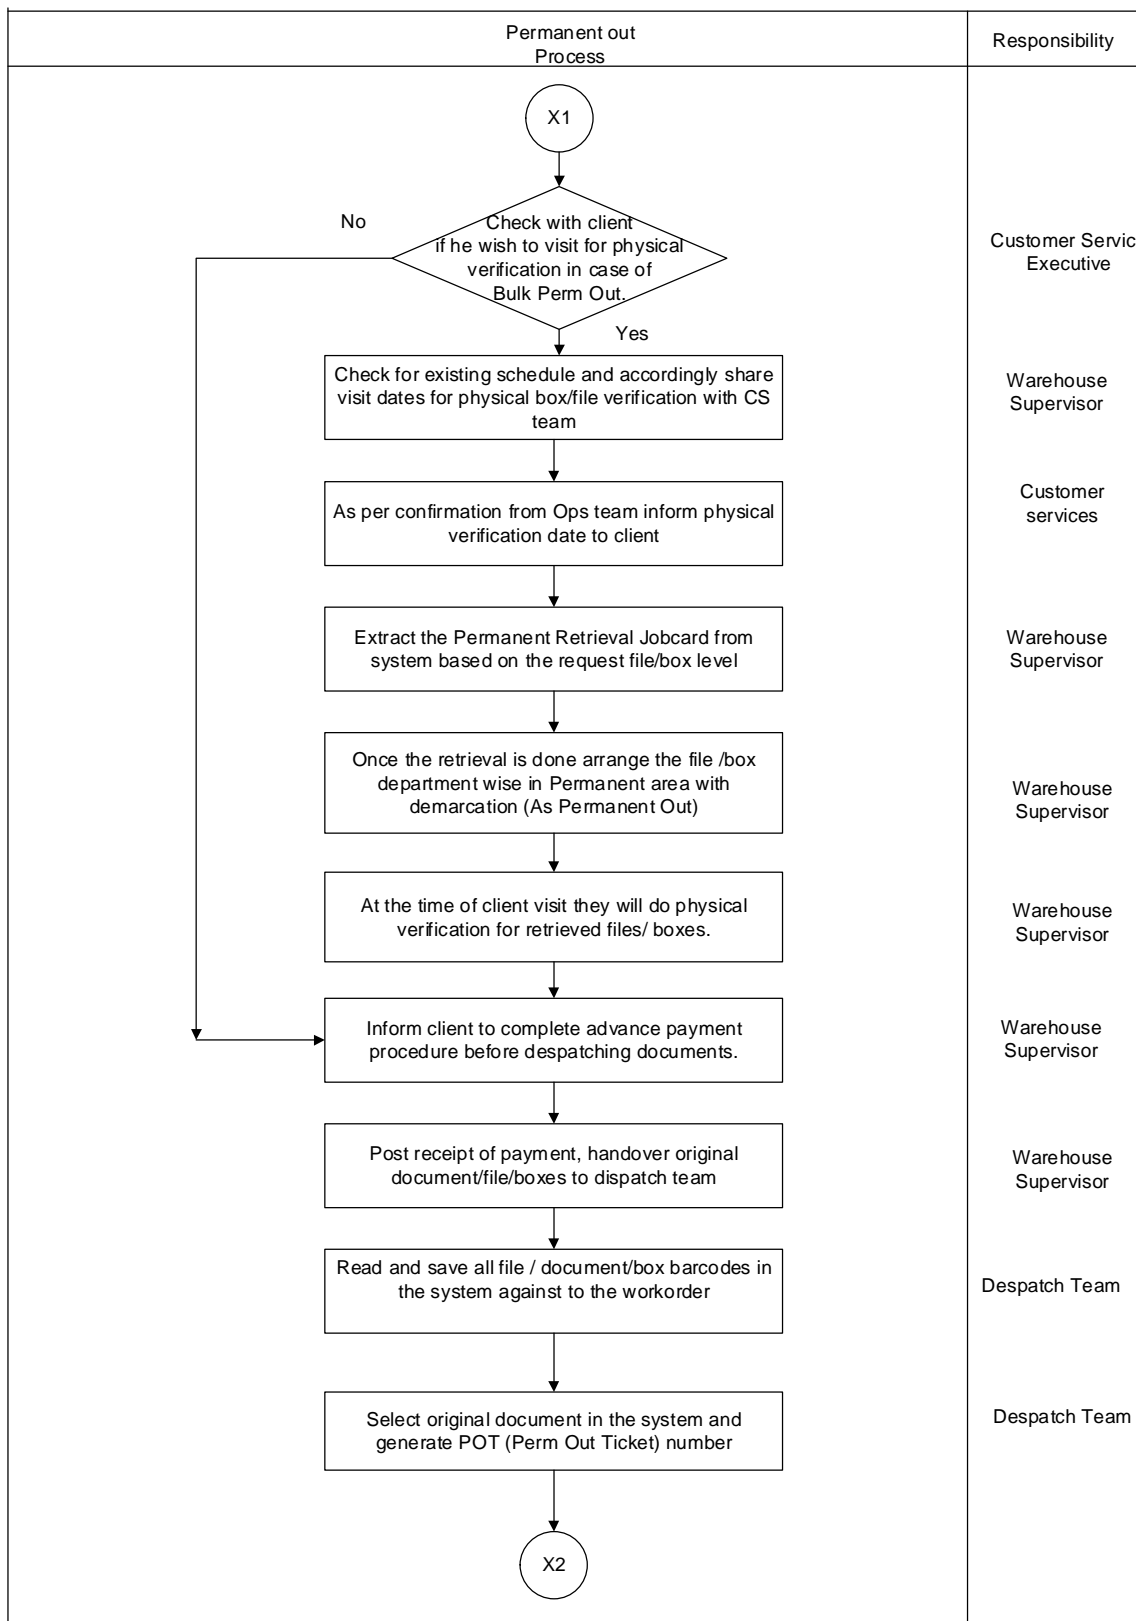 Permanent out
Process
Responsibility
X1
No
Check with client
if he wish to visit for physical
verification in case of
Bulk Perm Out.
Customer Servic
Executive
Yes
Check for existing schedule and accordingly share
visit dates for physical box/file verification with CS
team
Warehouse
Supervisor
As per confirmation from Ops team inform physical
verification date to client
Customer
services
Extract the Permanent Retrieval Jobcard from
system based on the request file/box level
Warehouse
Supervisor
Once the retrieval is done arrange the file /box
department wise in Permanent area with
demarcation (As Permanent Out)
Warehouse
Supervisor
At the time of client visit they will do physical
verification for retrieved files/ boxes.
Warehouse
Supervisor
Inform client to complete advance payment
procedure before despatching documents.
Warehouse
Supervisor
Post receipt of payment, handover original
document/file/boxes to dispatch team
Warehouse
Supervisor
Read and save all file / document/box barcodes in
the system against to the workorder
Despatch Team
Select original document in the system and
generate POT (Perm Out Ticket) number
Despatch Team
X2